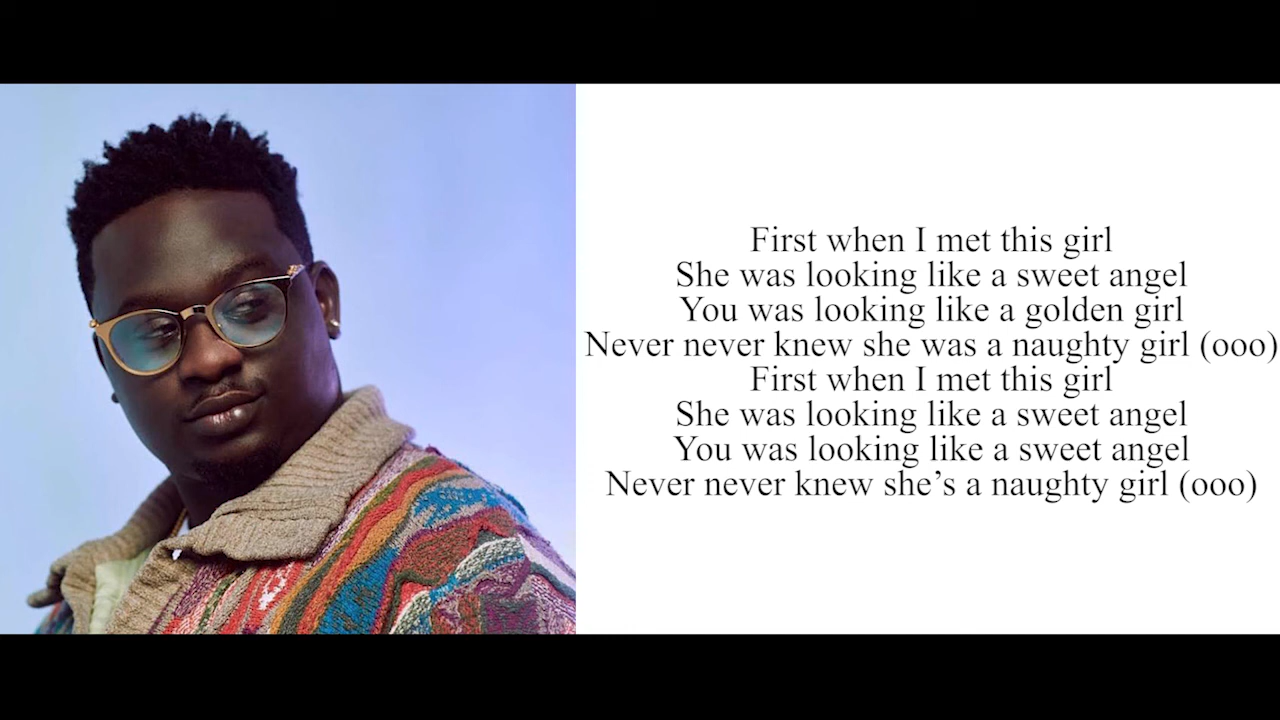 First when I met this girl
She was looking like a sweet angel
You was looking like a golden girl
Never never knew she was a naughty girl (ooo)
First when I met this girl
She was looking like a sweet angel
You was looking like a sweet angel
Never never knew she’s a naughty girl (ooo)